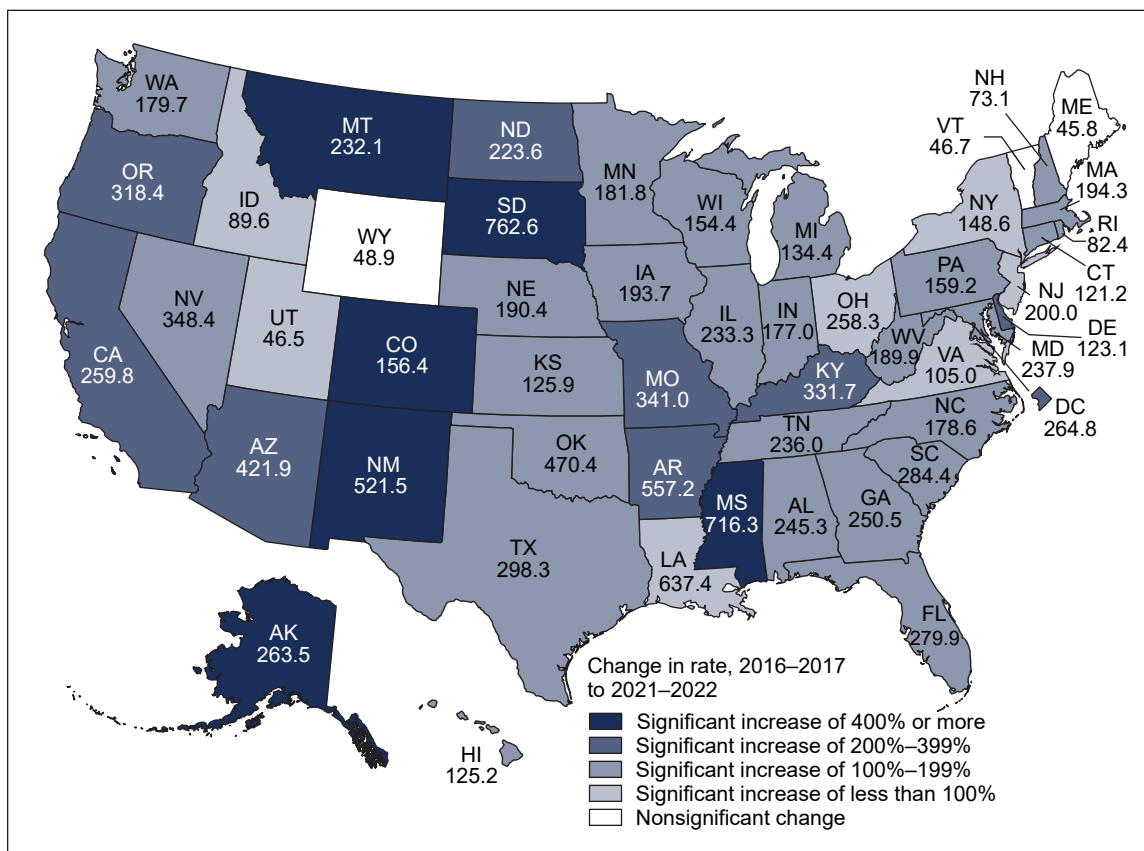 WA
179.7
MT
232.1
ND
223.6
MN
181.8
OR
318.4
ID
89.6
WY
48.9
SD
762.6
WI
154.4
MI
134.4
NH
73.1
VT
46.7
ME
45.8
MA
194.3
NY
148.6
RI
82.4
CT
121.2
NJ
200.0
PA
159.2
DE
123.1
MD
237.9
DC
264.8
NV
348.4
UT
46.5
CO
156.4
NE
190.4
IA
193.7
IL
233.3
IN
177.0
OH
258.3
WV
189.9
VA
105.0
CA
259.8
KS
125.9
MO
341.0
KY
331.7
NC
178.6
TN
236.0
SC
284.4
AZ
421.9
NM
521.5
OK
470.4
AR
557.2
MS
716.3
AL
245.3
GA
250.5
TX
298.3
LA
637.4
FL
279.9
AK
263.5
HI
125.2
Change in rate, 2016–2017
to 2021–2022
Significant increase of 400% or more
Significant increase of 200%–399%
Significant increase of 100%–199%
Significant increase of less than 100%
Nonsignificant change